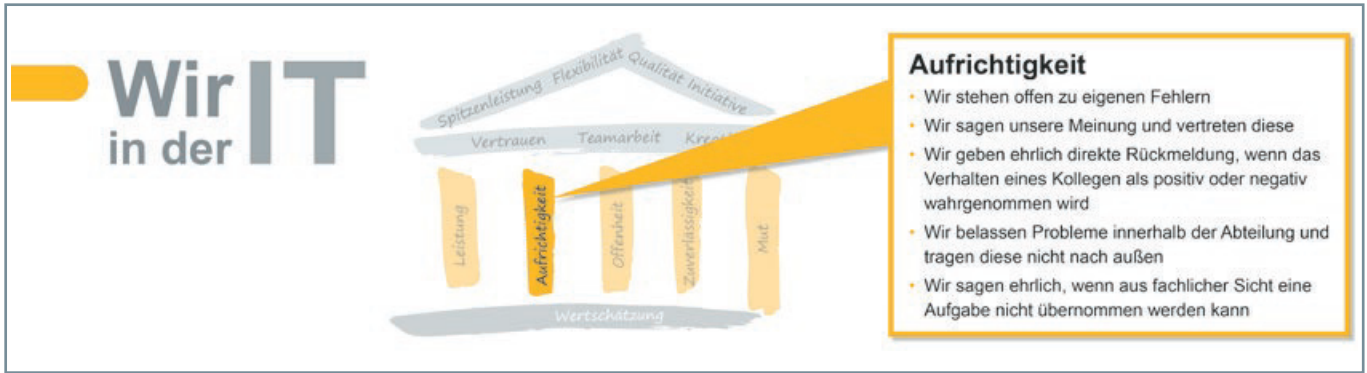 Wir
in der IT
Spitzenleistung Flexibilität Qualität Initiative
Vertrauen Teamarbeit
Leistung
Aufrichtigkeit
Offenheit
Zuverlässigkeit
Mut
Wertschätzung
Aufrichtigkeit
• Wir stehen offen zu eigenen Fehlern
• Wir sagen unsere Meinung und vertreten diese
• Wir geben ehrlich direkte Rückmeldung, wenn das
Verhalten eines Kollegen als positiv oder negativ
wahrgenommen wird
• Wir belassen Probleme innerhalb der Abteilung und
tragen diese nicht nach außen
• Wir sagen ehrlich, wenn aus fachlicher Sicht eine
Aufgabe nicht übernommen werden kann